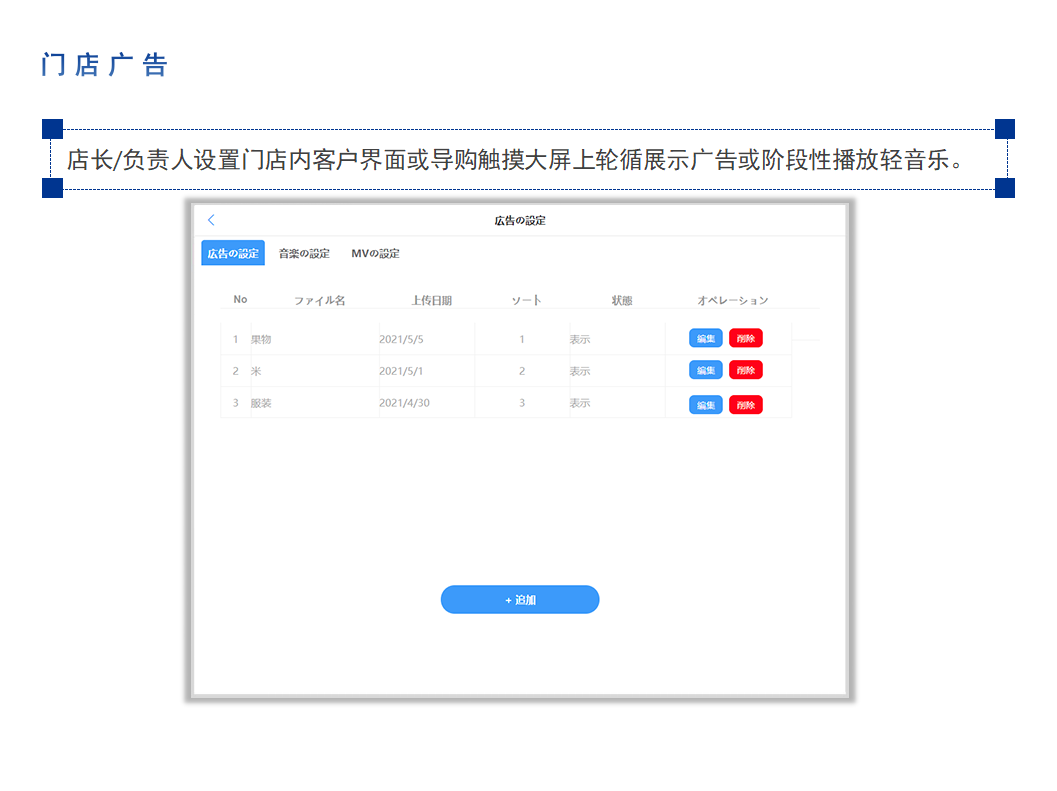 门店广告
店长/负责人设置门店内客户界面或导购触摸大屏上轮循展示广告或阶段性播放轻音乐。
広告の設定
広告の設定 音楽の設定 MVの設定
No ファイル名 上传日期 ソート 状態 オペレーション
1 果物 2021/5/5 1 表示 编集 削除
2 米 2021/5/1 2 表示 编集 削除
3 服装 2021/4/30 3 表示 编集 削除
+ 追加